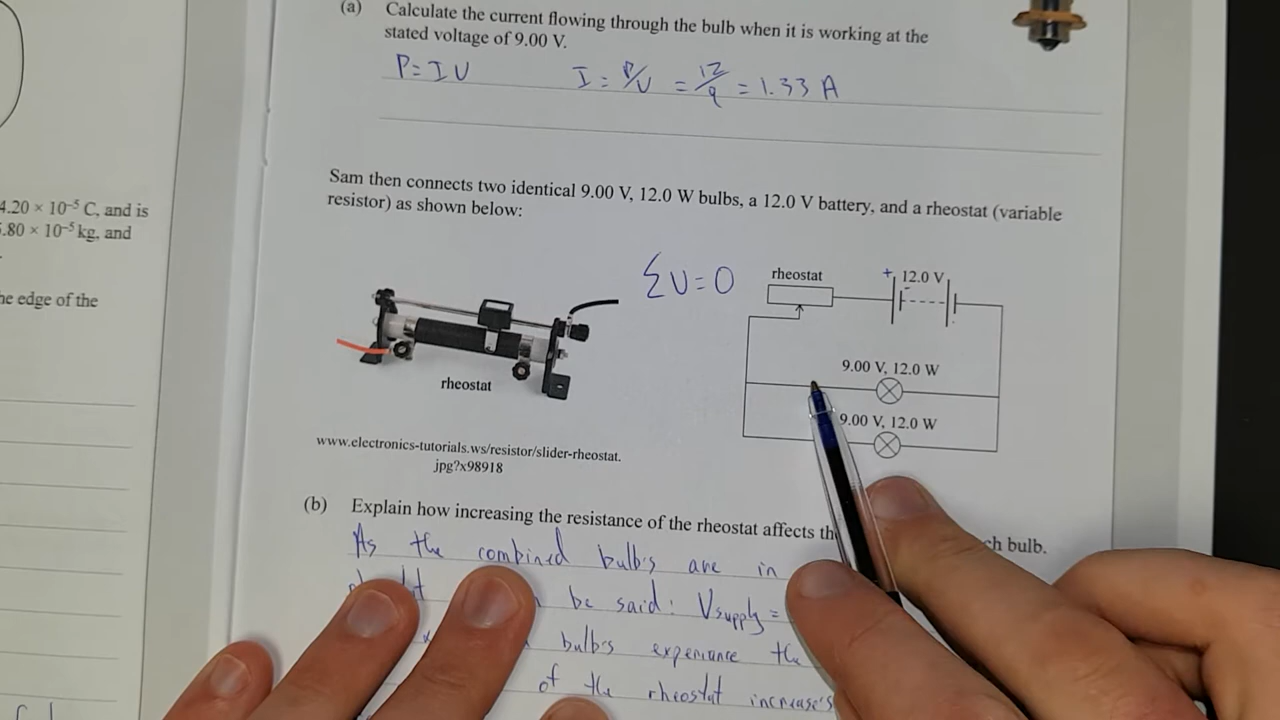 (a) Calculate the current flowing through the bulb when it is working at the
stated voltage of 9.00 V.
P=IV I = P/V = 12/9 = 1.33 A
4.20 × 10⁻⁵ C, and is
.80 × 10⁻⁵ kg, and
he edge of the
Sam then connects two identical 9.00 V, 12.0 W bulbs, a 12.0 V battery, and a rheostat (variable
resistor) as shown below:
ΣV=0
rheostat
+ 12.0 V
9.00 V, 12.0 W
9.00 V, 12.0 W
rheostat
www.electronics-tutorials.ws/resistor/slider-rheostat.
jpg?x98918
(b) Explain how increasing the resistance of the rheostat affects th ch bulb.
As the combined bulb's are in
be said: Vsupply =
bulb's experiance the
of the rheostat increase's